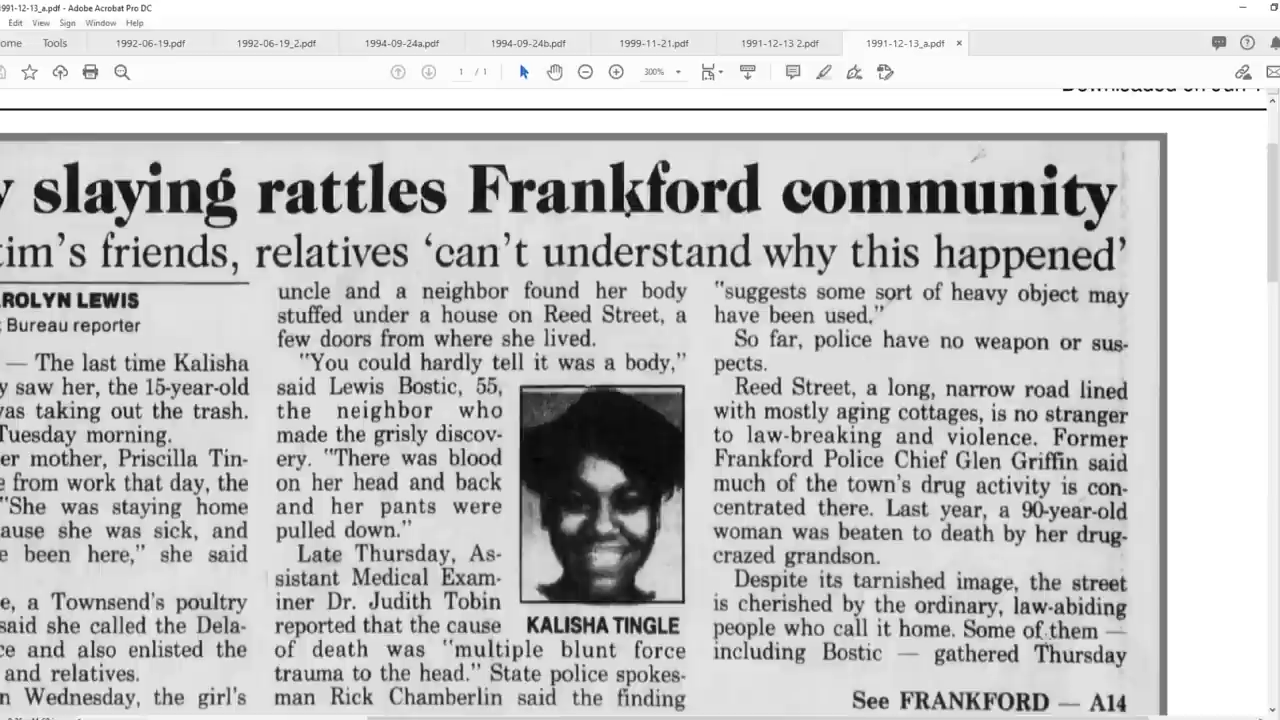 1991-12-13_a.pdf - Adobe Acrobat Pro DC
Edit View Sign Window Help
ome Tools 1992-06-19.pdf 1992-06-19_2.pdf 1994-09-24a.pdf 1994-09-24b.pdf 1999-11-21.pdf 1991-12-13 2.pdf 1991-12-13_a.pdf ×
1 / 1 300%
y slaying rattles Frankford community
tim's friends, relatives 'can't understand why this happened'
ROLYN LEWIS
Bureau reporter
— The last time Kalisha
y saw her, the 15-year-old
was taking out the trash.
Tuesday morning.
er mother, Priscilla Tin-
e from work that day, the
"She was staying home
ause she was sick, and
e been here," she said
e, a Townsend's poultry
said she called the Dela-
ce and also enlisted the
and relatives.
n Wednesday, the girl's
uncle and a neighbor found her body
stuffed under a house on Reed Street, a
few doors from where she lived.
"You could hardly tell it was a body,"
said Lewis Bostic, 55,
the neighbor who
made the grisly discov-
ery. "There was blood
on her head and back
and her pants were
pulled down."
Late Thursday, As-
sistant Medical Exam-
iner Dr. Judith Tobin
reported that the cause
of death was "multiple blunt force
trauma to the head." State police spokes-
man Rick Chamberlin said the finding
KALISHA TINGLE
"suggests some sort of heavy object may
have been used."
So far, police have no weapon or sus-
pects.
Reed Street, a long, narrow road lined
with mostly aging cottages, is no stranger
to law-breaking and violence. Former
Frankford Police Chief Glen Griffin said
much of the town's drug activity is con-
centrated there. Last year, a 90-year-old
woman was beaten to death by her drug-
crazed grandson.
Despite its tarnished image, the street
is cherished by the ordinary, law-abiding
people who call it home. Some of them —
including Bostic — gathered Thursday
See FRANKFORD — A14